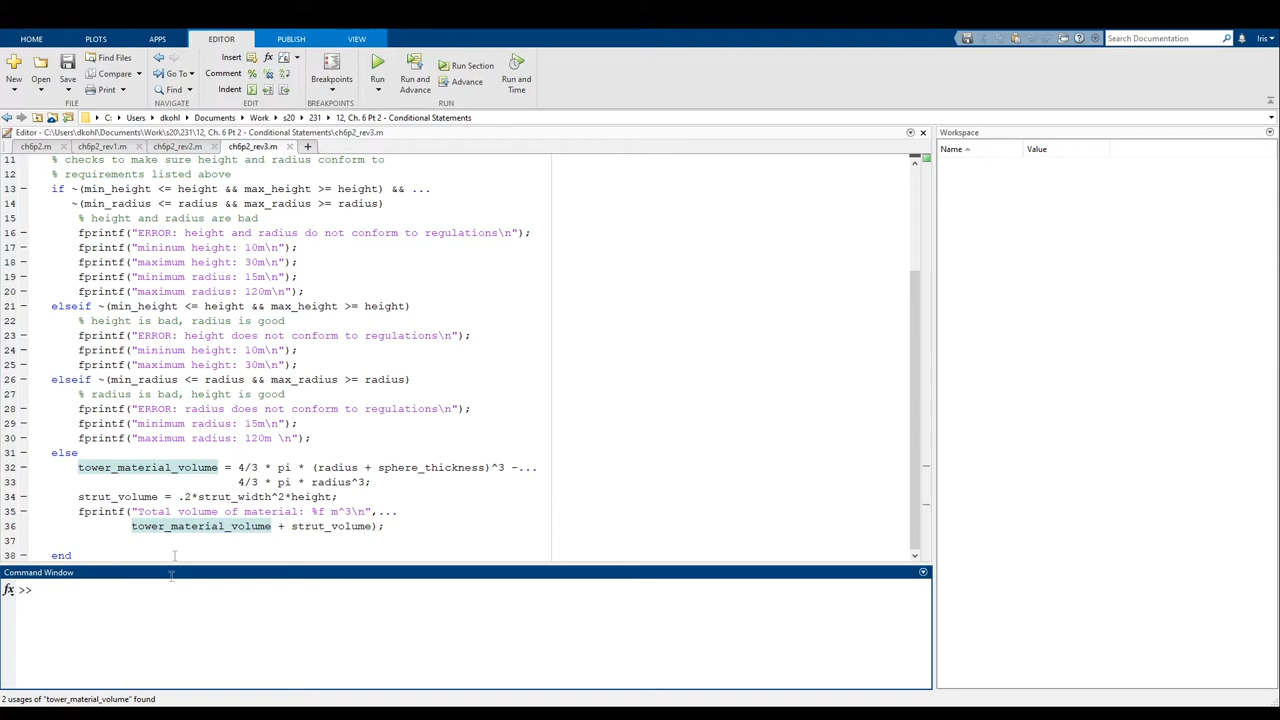 HOME PLOTS APPS EDITOR PUBLISH VIEW Search Documentation Iris
Insert fx Find Files
New Open Save Compare Go To Comment % Breakpoints Run Run and Advance Run Section Advance Run and Time
Print Find Indent
FILE NAVIGATE EDIT BREAKPOINTS RUN
C: Users dkohl Documents Work s20 231 12, Ch. 6 Pt 2 - Conditional Statements
Editor - C:\Users\dkohl\Documents\Work\s20\231\12, Ch. 6 Pt 2 - Conditional Statements\ch6p2_rev3.m
Workspace
ch6p2.m ch6p2_rev1.m ch6p2_rev2.m ch6p2_rev3.m +
Name Value
11 % checks to make sure height and radius conform to
12 % requirements listed above
13 - if ~(min_height <= height && max_height >= height) && ...
14 - ~(min_radius <= radius && max_radius >= radius)
15 % height and radius are bad
16 - fprintf("ERROR: height and radius do not conform to regulations\n");
17 - fprintf("mininum height: 10m\n");
18 - fprintf("maximum height: 30m\n");
19 - fprintf("minimum radius: 15m\n");
20 - fprintf("maximum radius: 120m\n");
21 - elseif ~(min_height <= height && max_height >= height)
22 % height is bad, radius is good
23 - fprintf("ERROR: height does not conform to regulations\n");
24 - fprintf("mininum height: 10m\n");
25 - fprintf("maximum height: 30m\n");
26 - elseif ~(min_radius <= radius && max_radius >= radius)
27 % radius is bad, height is good
28 - fprintf("ERROR: radius does not conform to regulations\n");
29 - fprintf("minimum radius: 15m\n");
30 - fprintf("maximum radius: 120m \n");
31 - else
32 - tower_material_volume = 4/3 * pi * (radius + sphere_thickness)^3 -...
33 - 4/3 * pi * radius^3;
34 - strut_volume = .2*strut_width^2*height;
35 - fprintf("Total volume of material: %f m^3\n",...
36 - tower_material_volume + strut_volume);
37
38 - end
Command Window
fx >>
2 usages of "tower_material_volume" found